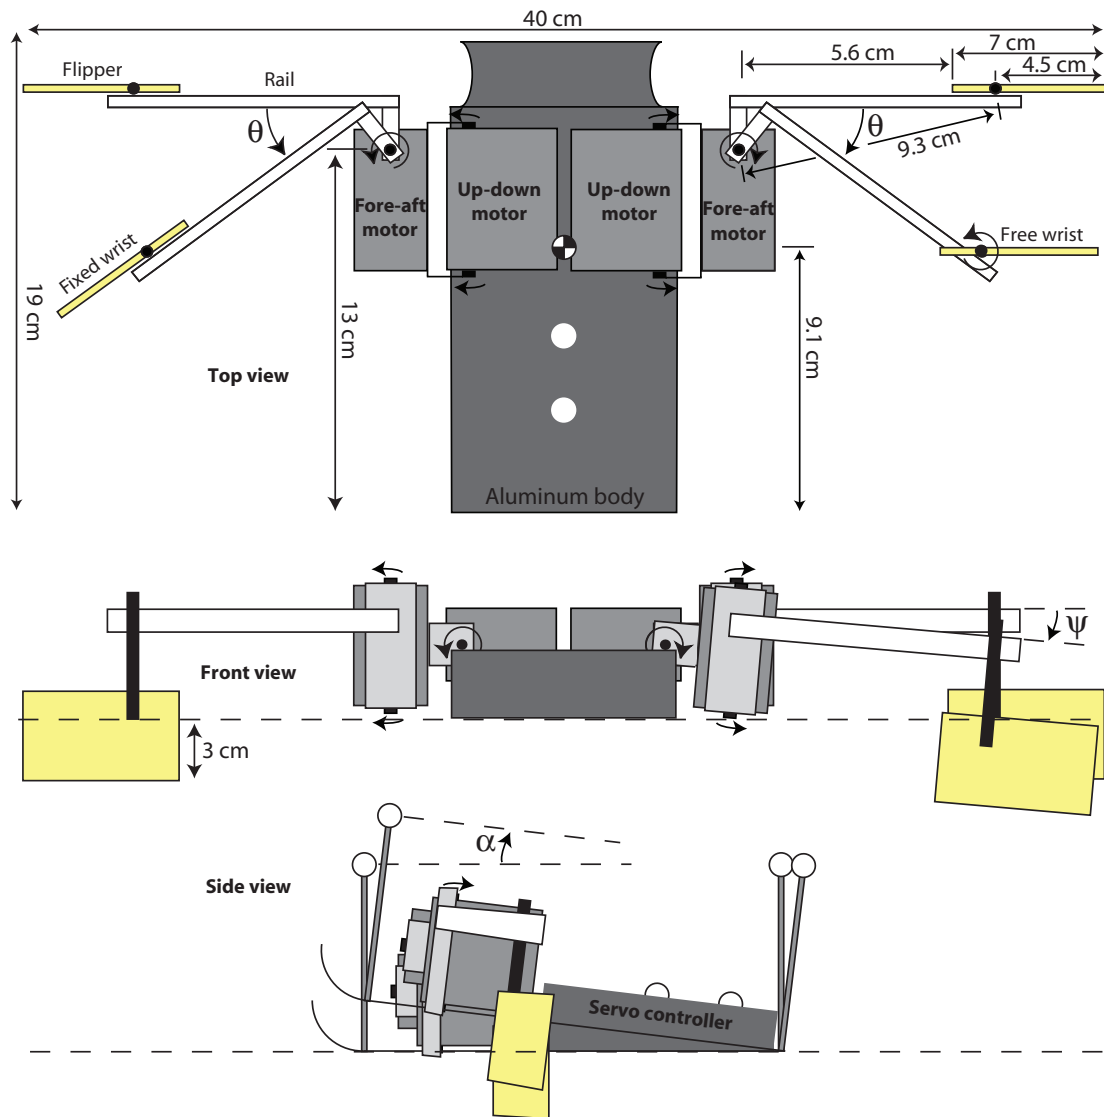 40 cm
7 cm
5.6 cm
4.5 cm
Flipper
Rail
θ
θ
9.3 cm
Up-down
motor
Up-down
motor
Fore-aft
motor
Fore-aft
motor
Fixed wrist
Free wrist
19 cm
13 cm
9.1 cm
Top view
Aluminum body
ψ
Front view
3 cm
α
Side view
Servo controller